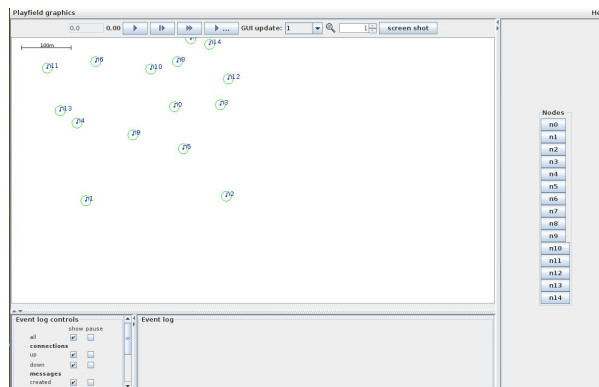 Playfield graphics
He
0.0 0.00 ... GUI update: 1 1 screen shot
100m
n14
n6 n8
n11 n10
n12
n13 n0 n3
n4
n9
n5
n1 n2
Nodes
n0
n1
n2
n3
n4
n5
n6
n7
n8
n9
n10
n11
n12
n13
n14
Event log controls
show pause
all
connections
up
down
messages
created
Event log